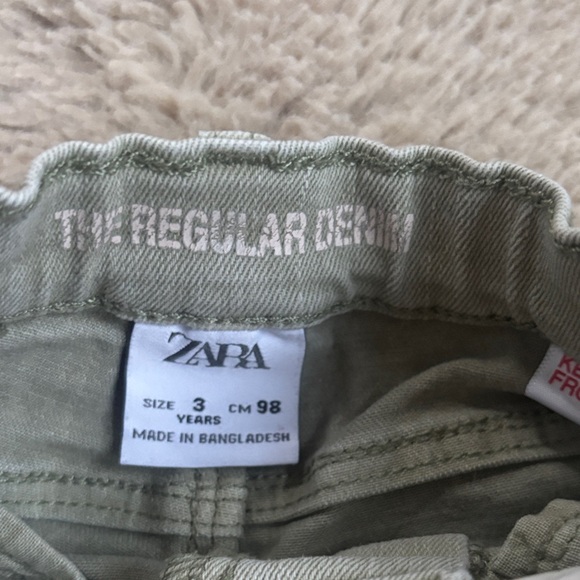 THE REGULAR DENIM
ZARA
SIZE 3 CM 98
YEARS
MADE IN BANGLADESH